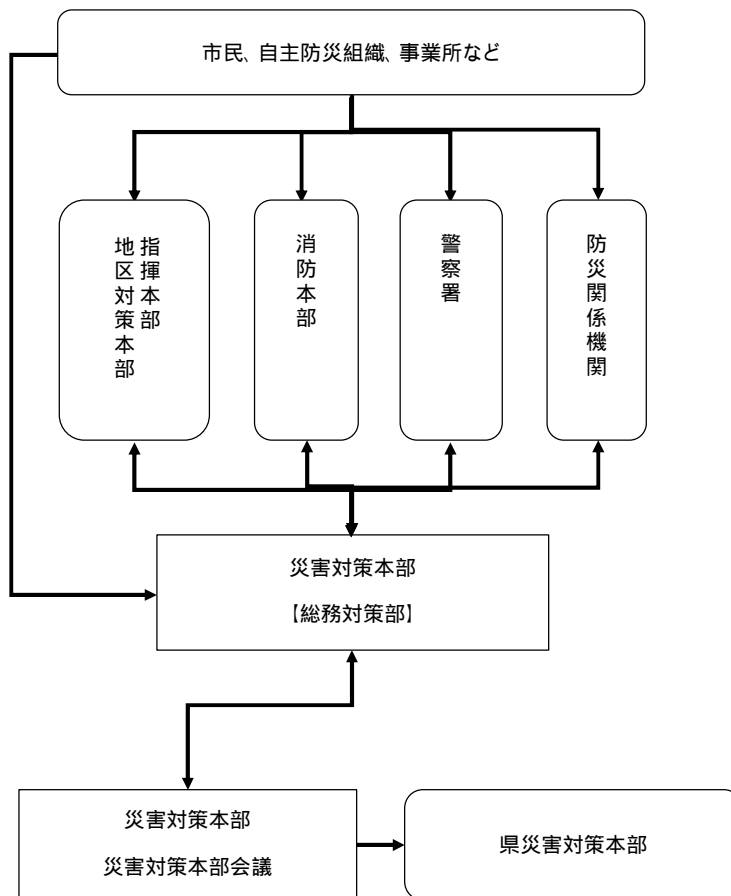 市民、自主防災組織、事業所など
指揮本部
地区対策本部
消防本部
警察署
防災関係機関
災害対策本部
【総務対策部】
災害対策本部
災害対策本部会議
県災害対策本部